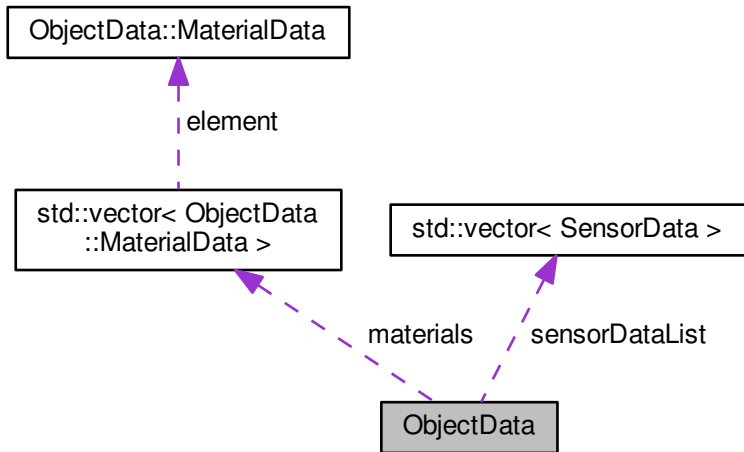 ObjectData::MaterialData
element
std::vector< ObjectData
::MaterialData >
std::vector< SensorData >
materials
sensorDataList
ObjectData